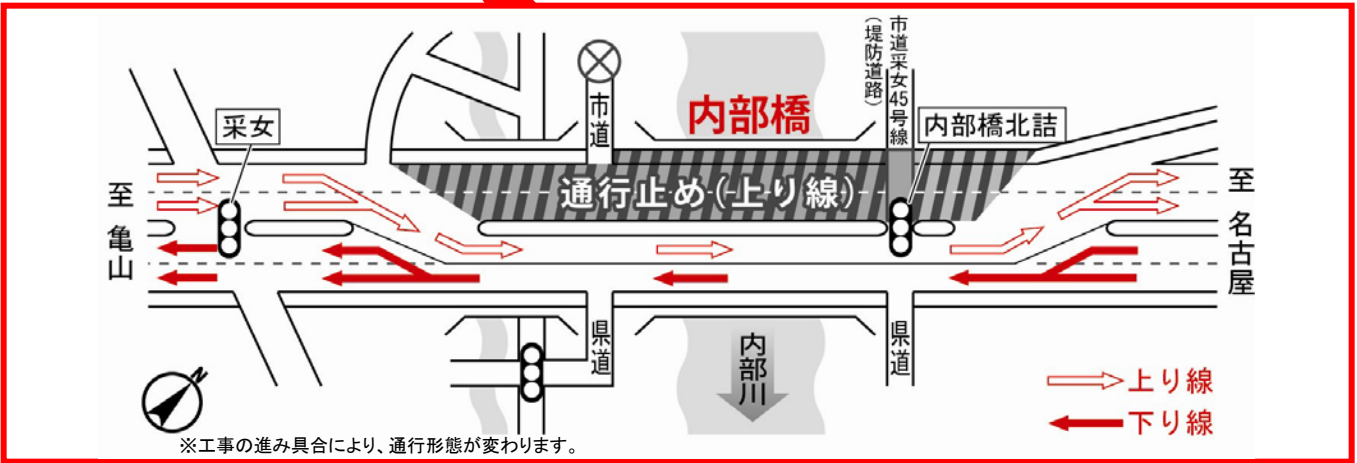 市道采女45号線
(堤防道路)
采女
市道
内部橋
内部橋北詰
至 亀山
通行止め(上り線)
至 名古屋
県道
内部川
県道
N
上り線
下り線
※工事の進み具合により、通行形態が変わります。